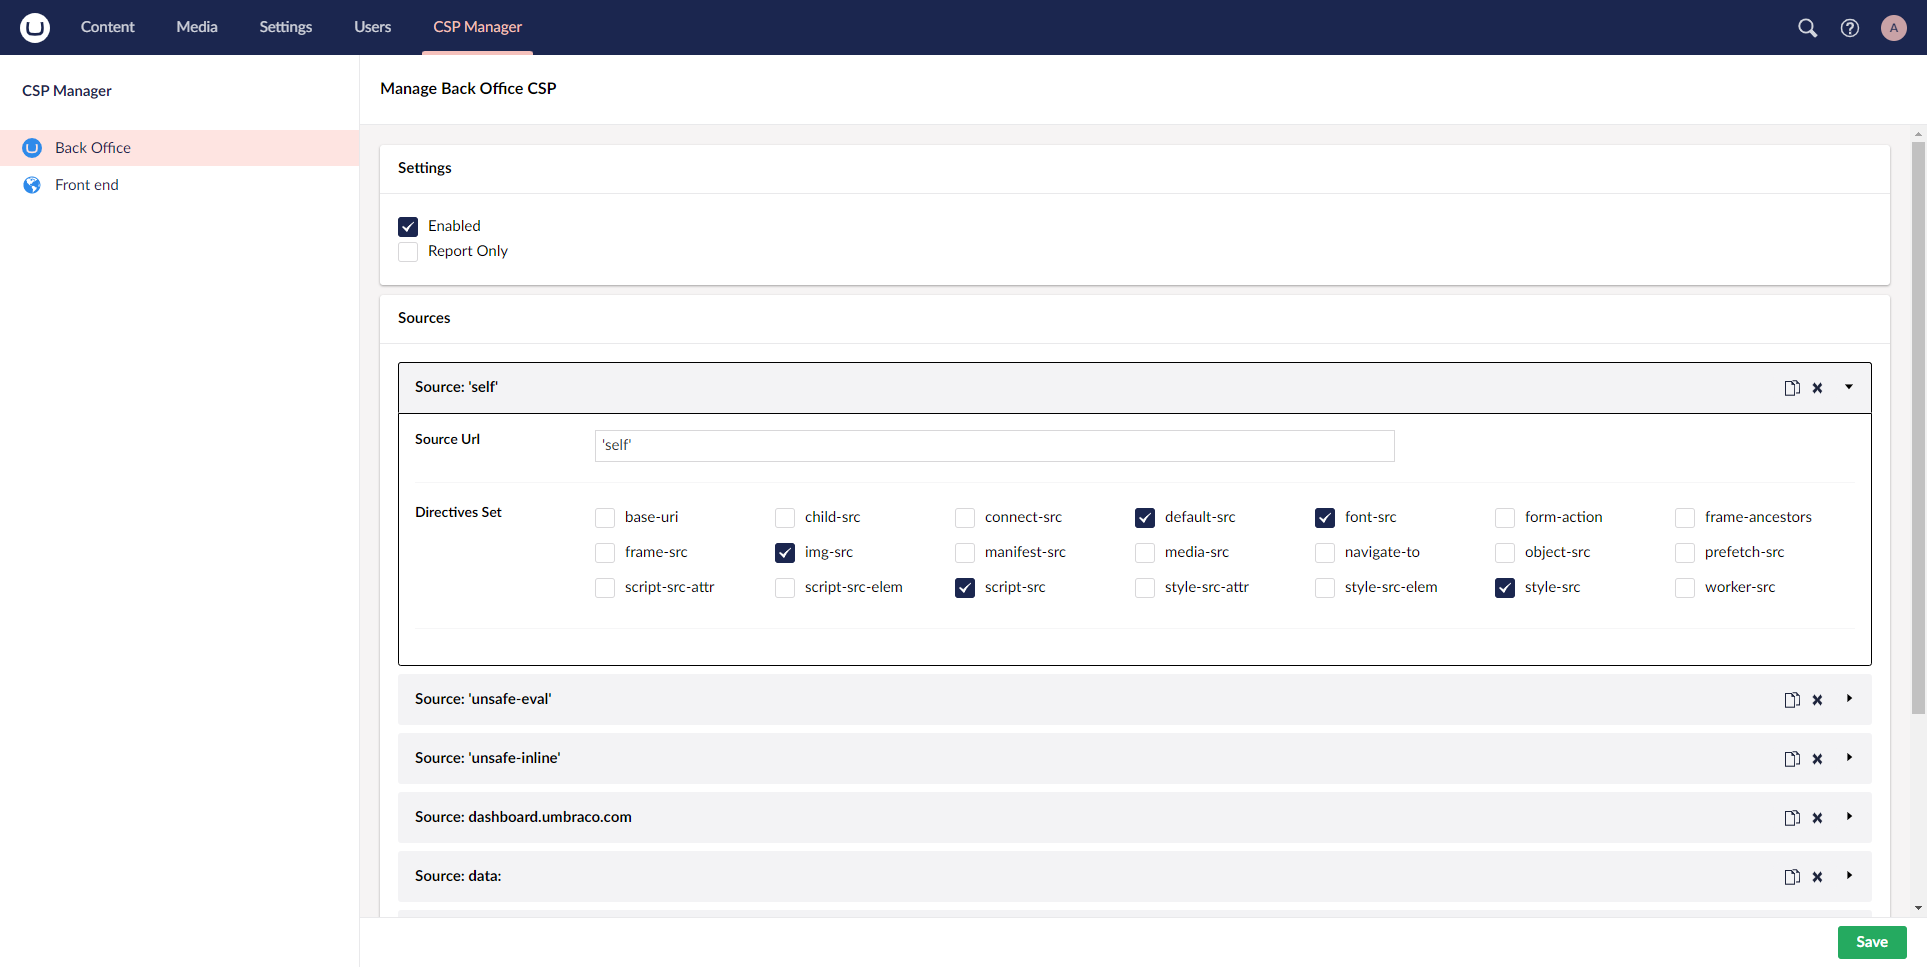 Content Media Settings Users CSP Manager A
CSP Manager
Back Office
Front end
Manage Back Office CSP
Settings
Enabled
Report Only
Sources
Source: 'self'
Source Url 'self'
Directives Set base-uri child-src connect-src default-src font-src form-action frame-ancestors
frame-src img-src manifest-src media-src navigate-to object-src prefetch-src
script-src-attr script-src-elem script-src style-src-attr style-src-elem style-src worker-src
Source: 'unsafe-eval'
Source: 'unsafe-inline'
Source: dashboard.umbraco.com
Source: data:
Save